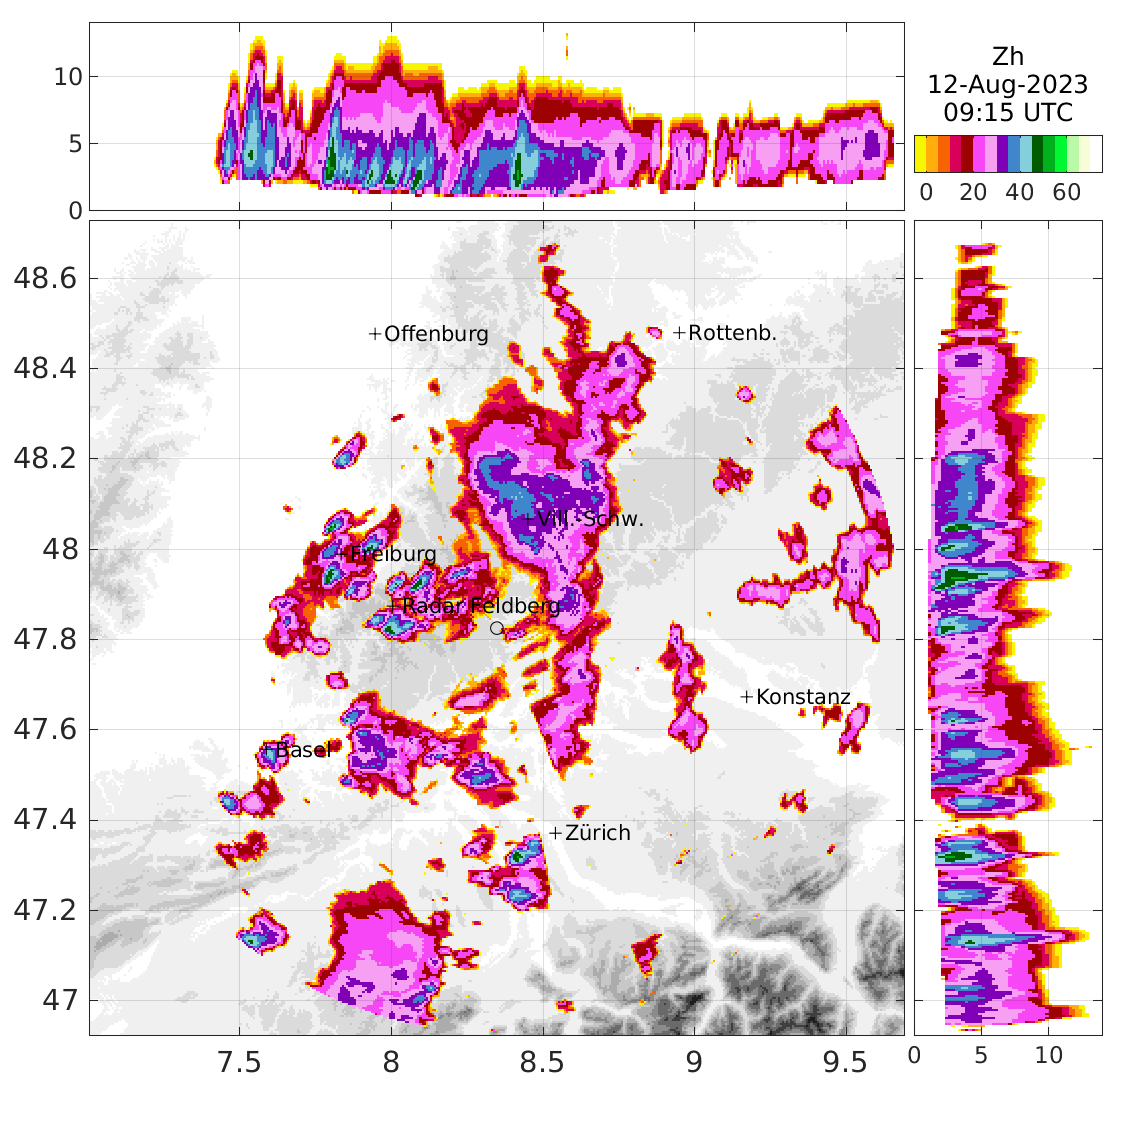 10
5
0
Zh
12-Aug-2023
09:15 UTC
0 20 40 60
48.6
48.4
48.2
48
47.8
47.6
47.4
47.2
47
+Offenburg
+Rottenb.
+Vill.-Schw.
+Freiburg
+Radar Feldberg
+Konstanz
+Basel
+Zürich
7.5 8 8.5 9 9.5
0 5 10